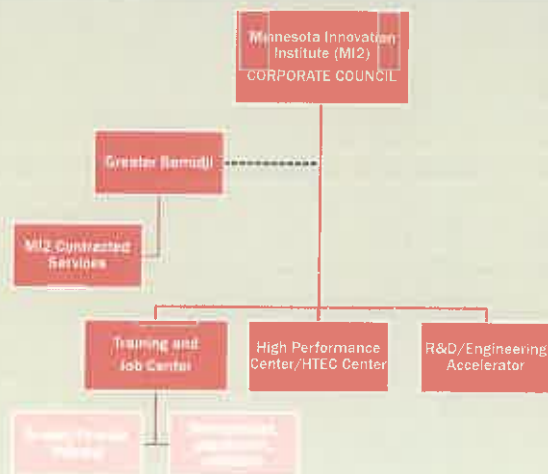 Minnesota Innovation
Institute (MI2)
CORPORATE COUNCIL
Greater Bemidji
MI2 Contracted
Services
Training and
Job Center
High Performance
Center/HTEC Center
R&D/Engineering
Accelerator